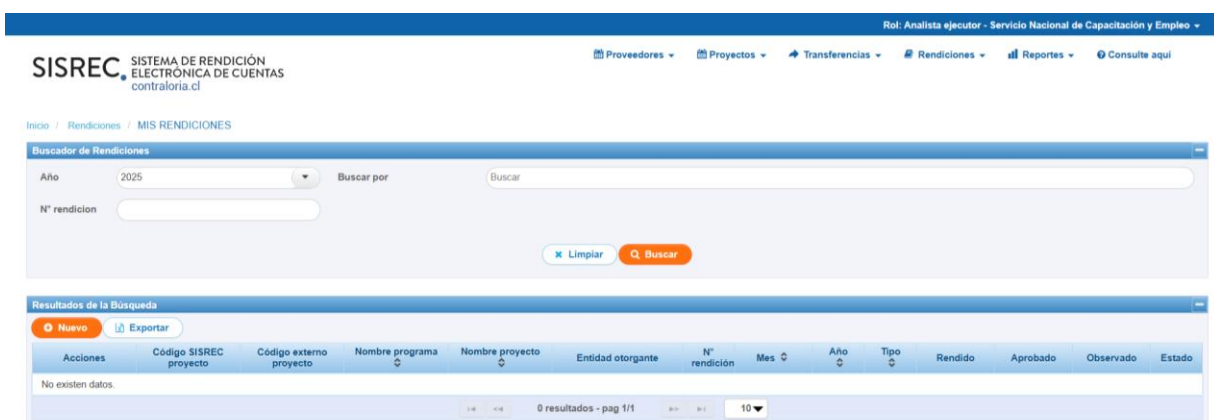 Rol: Analista ejecutor - Servicio Nacional de Capacitación y Empleo
SISREC
SISTEMA DE RENDICIÓN
ELECTRÓNICA DE CUENTAS
contraloria.cl
Proveedores Proyectos Transferencias Rendiciones Reportes Consulte aquí
Inicio / Rendiciones / MIS RENDICIONES
Buscador de Rendiciones
Año 2025 Buscar por Buscar
N° rendicion
Limpiar Buscar
Resultados de la Búsqueda
Nuevo Exportar
Acciones Código SISREC proyecto Código externo proyecto Nombre programa Nombre proyecto Entidad otorgante N° rendición Mes Año Tipo Rendido Aprobado Observado Estado
No existen datos.
0 resultados - pag 1/1 10